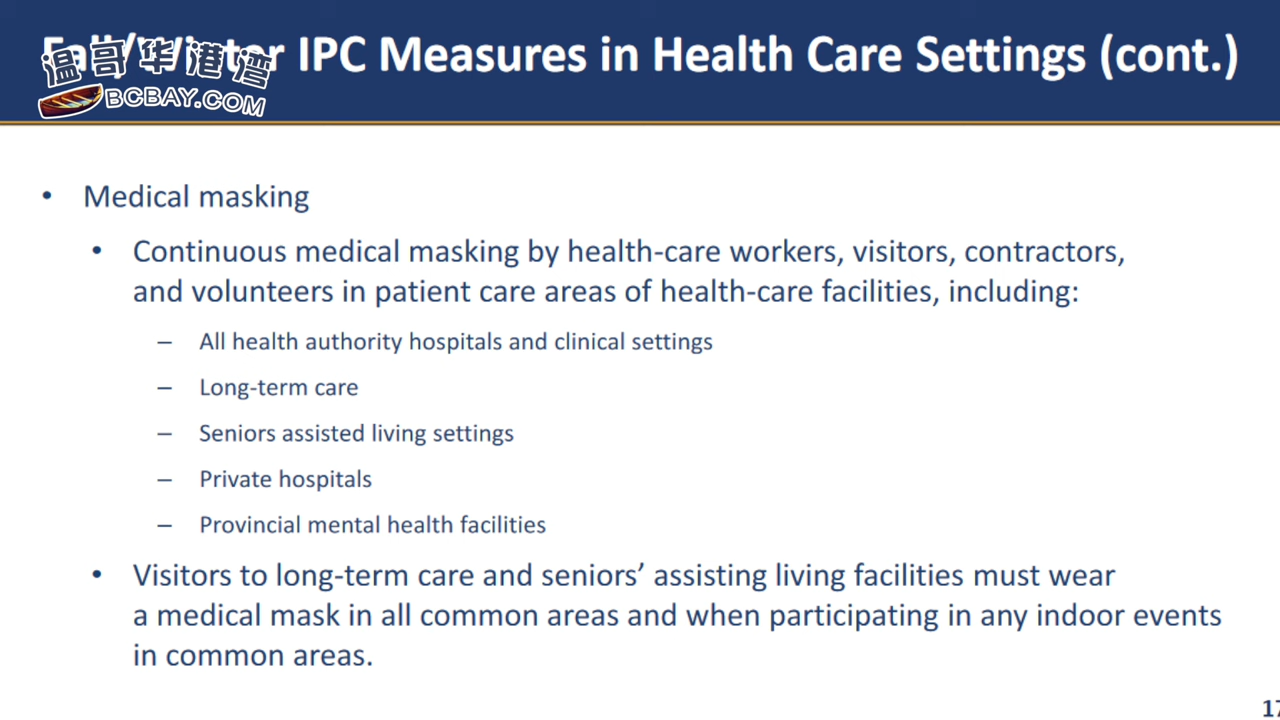 Fall/Winter IPC Measures in Health Care Settings (cont.)
温哥华港湾
BCBAY.COM
• Medical masking
• Continuous medical masking by health-care workers, visitors, contractors,
and volunteers in patient care areas of health-care facilities, including:
– All health authority hospitals and clinical settings
– Long-term care
– Seniors assisted living settings
– Private hospitals
– Provincial mental health facilities
• Visitors to long-term care and seniors’ assisting living facilities must wear
a medical mask in all common areas and when participating in any indoor events
in common areas.
17